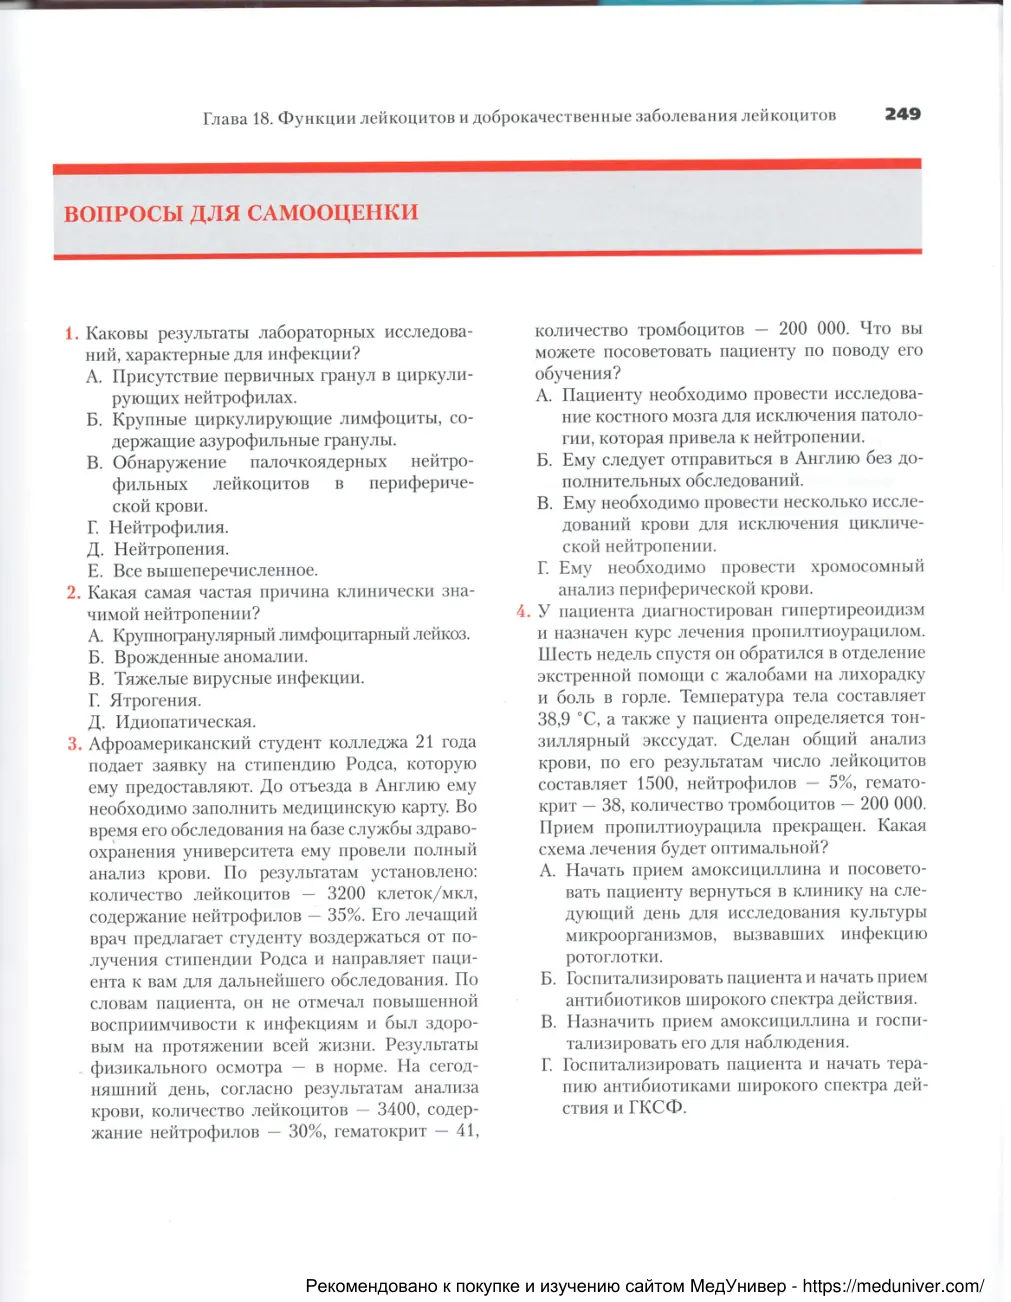 Глава 18. Функции лейкоцитов и доброкачественные заболевания лейкоцитов 249
ВОПРОСЫ ДЛЯ САМООЦЕНКИ
1. Каковы результаты лабораторных исследова-
ний, характерные для инфекции?
А. Присутствие первичных гранул в циркули-
рующих нейтрофилах.
Б. Крупные циркулирующие лимфоциты, со-
держащие азурофильные гранулы.
В. Обнаружение палочкоядерных нейтро-
фильных лейкоцитов в перифериче-
ской крови.
Г. Нейтрофилия.
Д. Нейтропения.
Е. Все вышеперечисленное.
2. Какая самая частая причина клинически зна-
чимой нейтропении?
А. Крупногранулярный лимфоцитарный лейкоз.
Б. Врожденные аномалии.
В. Тяжелые вирусные инфекции.
Г. Ятрогения.
Д. Идиопатическая.
3. Афроамериканский студент колледжа 21 года
подает заявку на стипендию Родса, которую
ему предоставляют. До отъезда в Англию ему
необходимо заполнить медицинскую карту. Во
время его обследования на базе службы здраво-
охранения университета ему провели полный
анализ крови. По результатам установлено:
количество лейкоцитов — 3200 клеток/мкл,
содержание нейтрофилов — 35%. Его лечащий
врач предлагает студенту воздержаться от по-
лучения стипендии Родса и направляет паци-
ента к вам для дальнейшего обследования. По
словам пациента, он не отмечал повышенной
восприимчивости к инфекциям и был здоро-
вым на протяжении всей жизни. Результаты
физикального осмотра — в норме. На сегод-
няшний день, согласно результатам анализа
крови, количество лейкоцитов — 3400, содер-
жание нейтрофилов — 30%, гематокрит — 41,
количество тромбоцитов — 200 000. Что вы
можете посоветовать пациенту по поводу его
обучения?
А. Пациенту необходимо провести исследова-
ние костного мозга для исключения патоло-
гии, которая привела к нейтропении.
Б. Ему следует отправиться в Англию без до-
полнительных обследований.
В. Ему необходимо провести несколько иссле-
дований крови для исключения цикличе-
ской нейтропении.
Г. Ему необходимо провести хромосомный
анализ периферической крови.
4. У пациента диагностирован гипертиреоидизм
и назначен курс лечения пропилтиоурацилом.
Шесть недель спустя он обратился в отделение
экстренной помощи с жалобами на лихорадку
и боль в горле. Температура тела составляет
38,9 °C, а также у пациента определяется тон-
зиллярный экссудат. Сделан общий анализ
крови, по его результатам число лейкоцитов
составляет 1500, нейтрофилов — 5%, гемато-
крит — 38, количество тромбоцитов — 200 000.
Прием пропилтиоурацила прекращен. Какая
схема лечения будет оптимальной?
А. Начать прием амоксициллина и посовето-
вать пациенту вернуться в клинику на сле-
дующий день для исследования культуры
микроорганизмов, вызвавших инфекцию
ротоглотки.
Б. Госпитализировать пациента и начать прием
антибиотиков широкого спектра действия.
В. Назначить прием амоксициллина и госпи-
тализировать его для наблюдения.
Г. Госпитализировать пациента и начать тера-
пию антибиотиками широкого спектра дей-
ствия и ГКСФ.
Рекомендовано к покупке и изучению сайтом МедУнивер - https://meduniver.com/